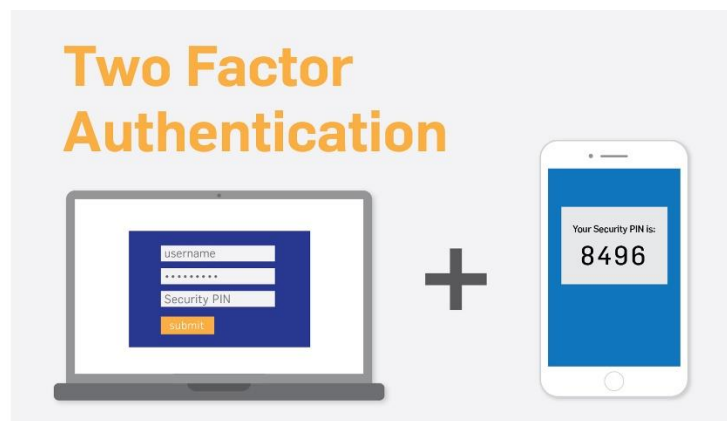 Two Factor
Authentication
username
•••••••••
Security PIN
submit
+
Your Security PIN is:
8496